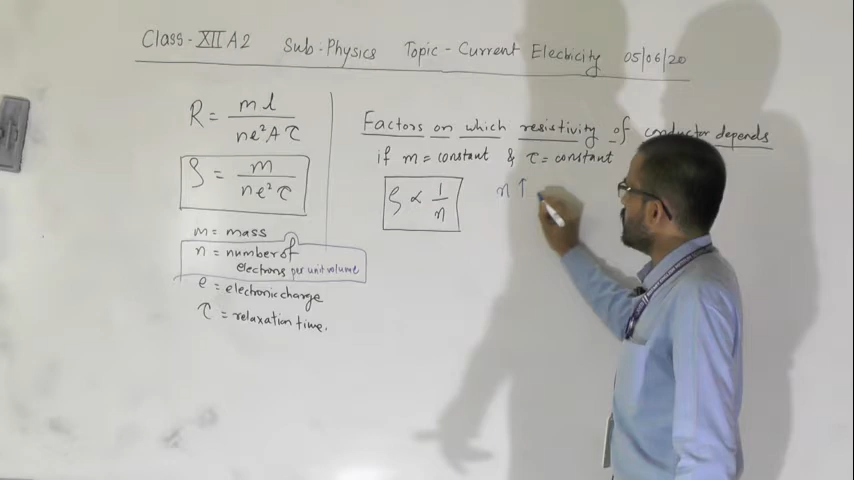 Class - XII A2 Sub : Physics Topic - Current Electricity 05/06/20
R = ml / ne²Aτ
ρ = m / ne²τ
m = mass
n = number of
electrons per unit volume
e = electronic charge
τ = relaxation time.
Factors on which resistivity of conductor depends
if m = constant & τ = constant
ρ ∝ 1/n n ↑